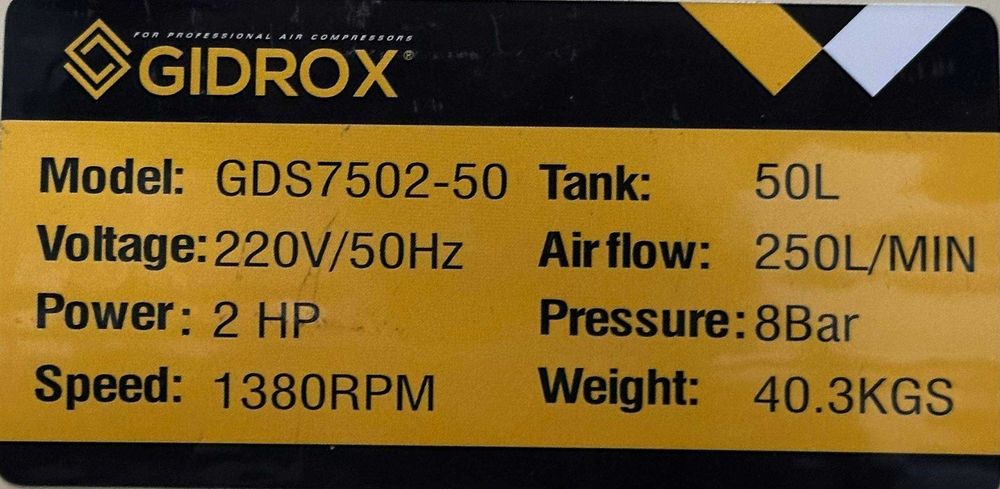 FOR PROFESSIONAL AIR COMPRESSORS
GIDROX®
Model: GDS7502-50 Tank: 50L
Voltage: 220V/50Hz Air flow: 250L/MIN
Power: 2 HP Pressure: 8Bar
Speed: 1380RPM Weight: 40.3KGS